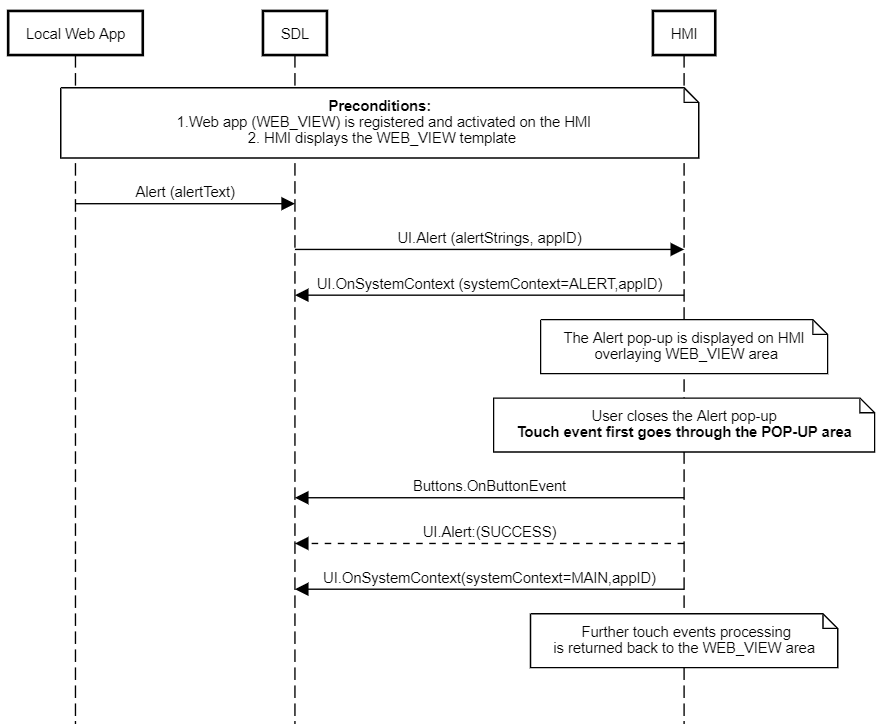 Local Web App
SDL
HMI
Preconditions:
1.Web app (WEB_VIEW) is registered and activated on the HMI
2. HMI displays the WEB_VIEW template
Alert (alertText)
UI.Alert (alertStrings, appID)
UI.OnSystemContext (systemContext=ALERT,appID)
The Alert pop-up is displayed on HMI
overlaying WEB_VIEW area
User closes the Alert pop-up
Touch event first goes through the POP-UP area
Buttons.OnButtonEvent
UI.Alert:(SUCCESS)
UI.OnSystemContext(systemContext=MAIN,appID)
Further touch events processing
is returned back to the WEB_VIEW area